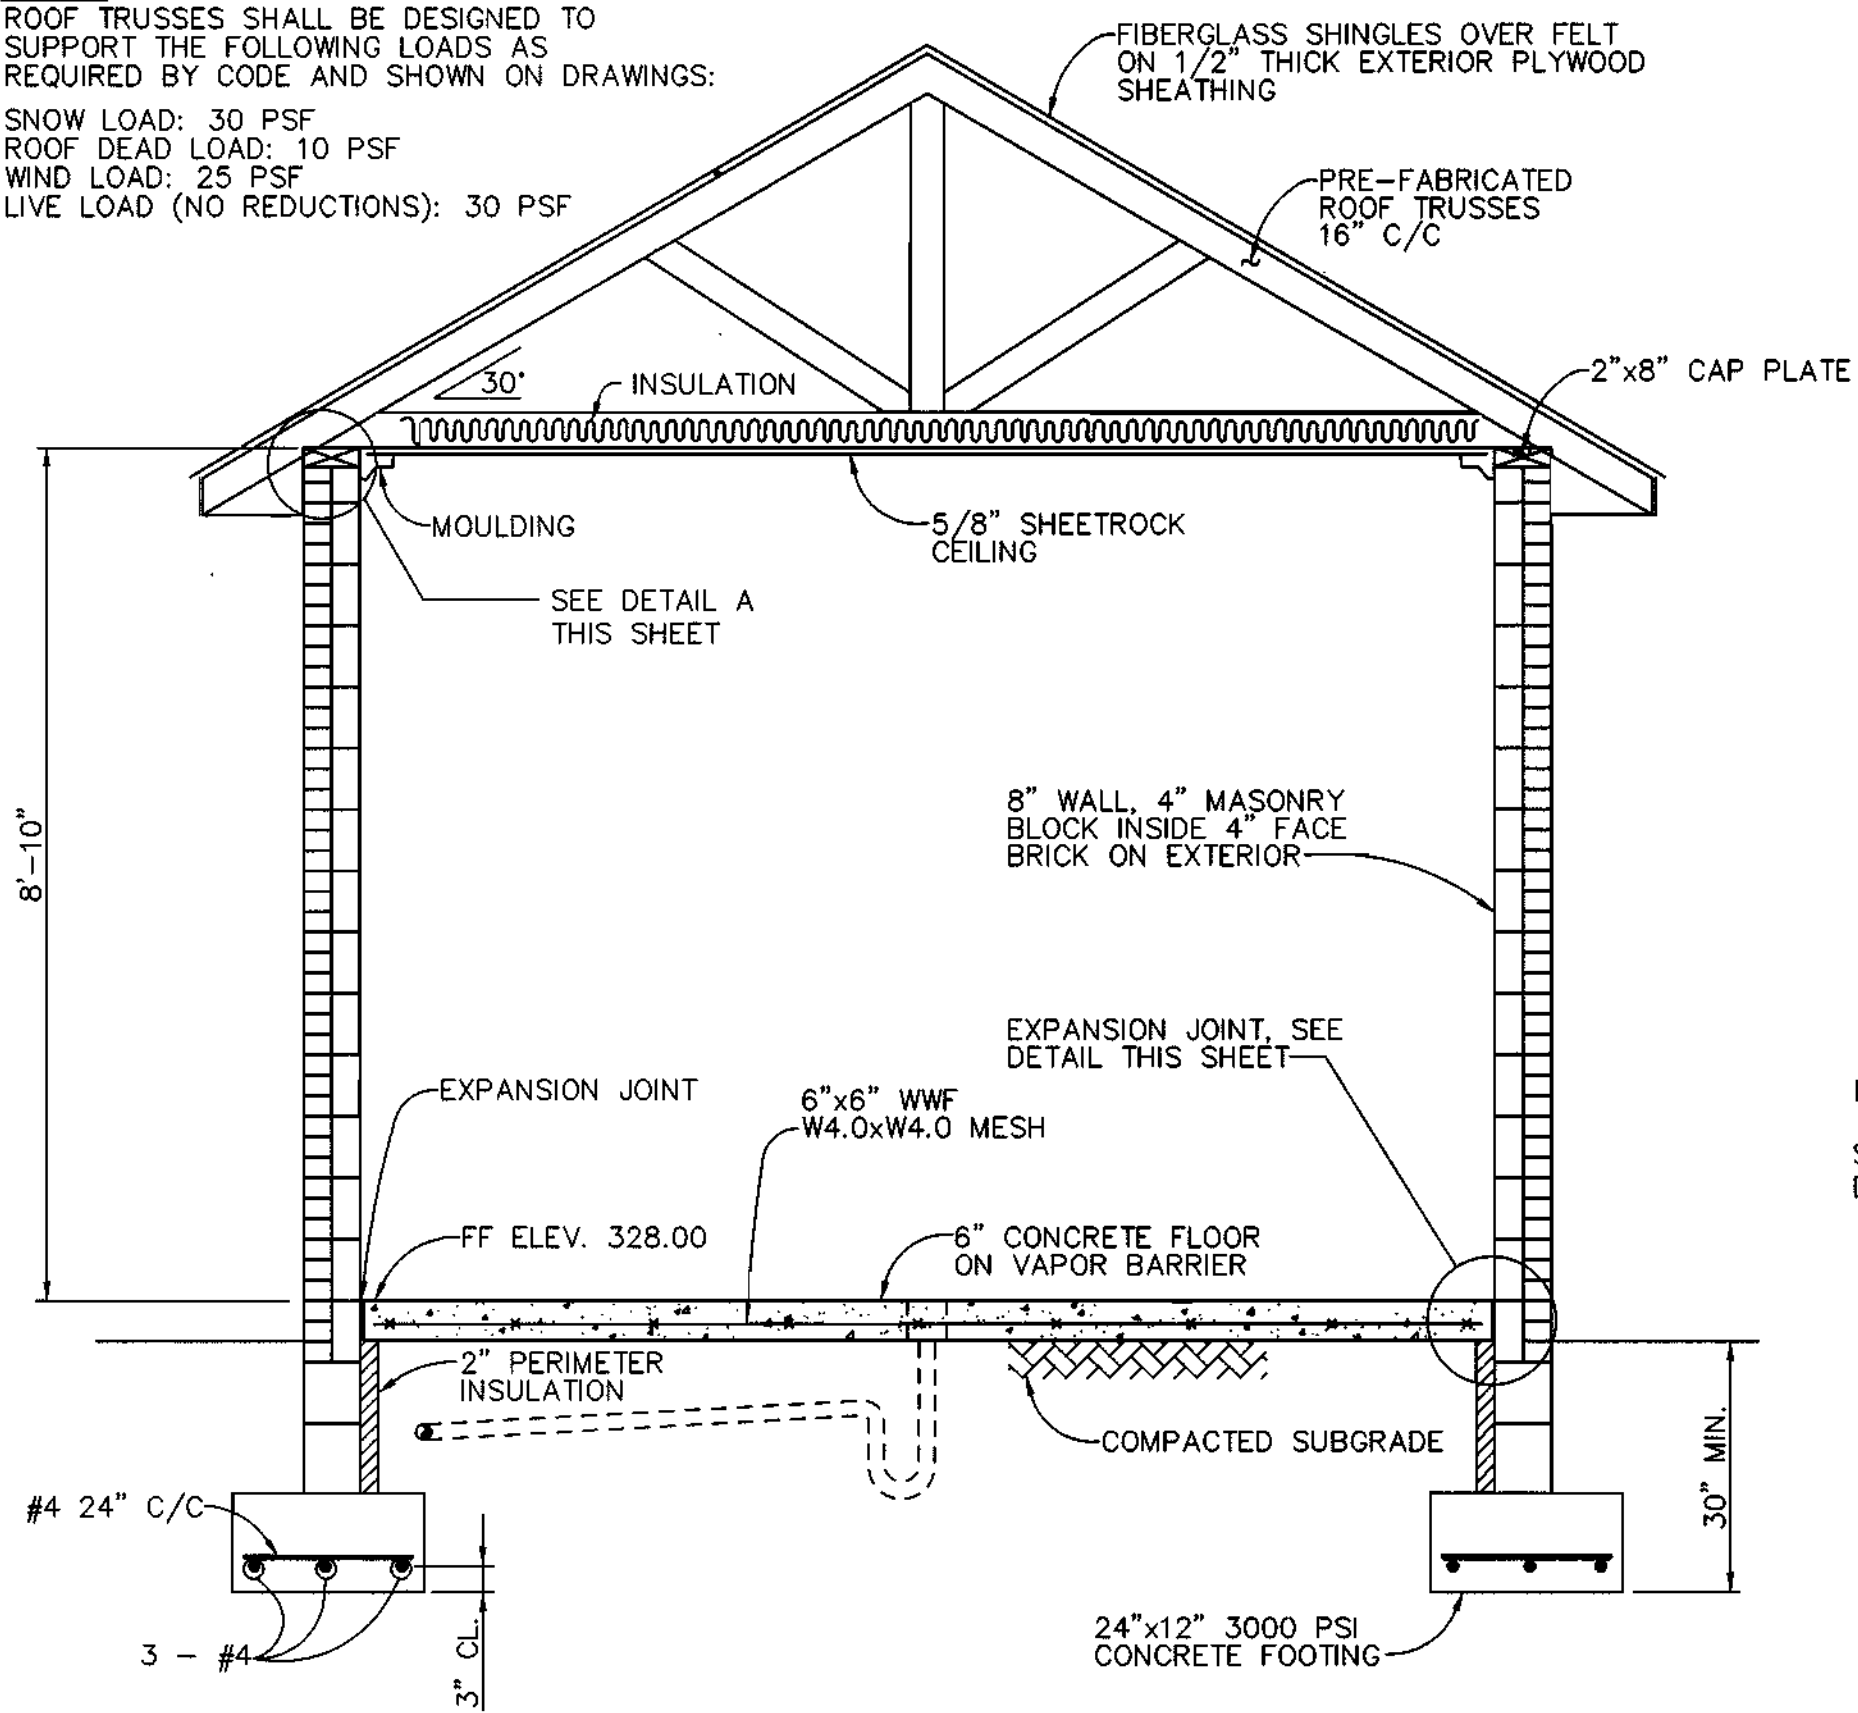 ROOF TRUSSES SHALL BE DESIGNED TO
SUPPORT THE FOLLOWING LOADS AS
REQUIRED BY CODE AND SHOWN ON DRAWINGS:
SNOW LOAD: 30 PSF
ROOF DEAD LOAD: 10 PSF
WIND LOAD: 25 PSF
LIVE LOAD (NO REDUCTIONS): 30 PSF
FIBERGLASS SHINGLES OVER FELT
ON 1/2" THICK EXTERIOR PLYWOOD
SHEATHING
PRE-FABRICATED
ROOF TRUSSES
16" C/C
30°
INSULATION
2"x8" CAP PLATE
MOULDING
5/8" SHEETROCK
CEILING
SEE DETAIL A
THIS SHEET
8'-10"
8" WALL, 4" MASONRY
BLOCK INSIDE 4" FACE
BRICK ON EXTERIOR
EXPANSION JOINT, SEE
DETAIL THIS SHEET
EXPANSION JOINT
6"x6" WWF
W4.0xW4.0 MESH
FF ELEV. 328.00
6" CONCRETE FLOOR
ON VAPOR BARRIER
2" PERIMETER
INSULATION
COMPACTED SUBGRADE
30" MIN.
#4 24" C/C
3 - #4
3" CL.
24"x12" 3000 PSI
CONCRETE FOOTING